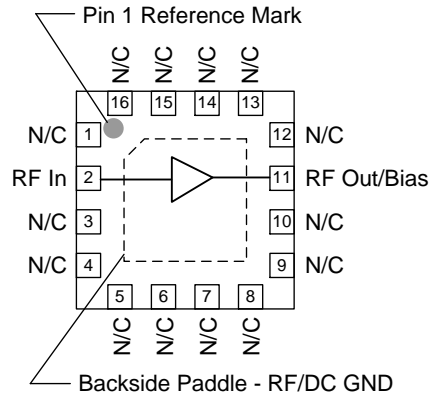 Pin 1 Reference Mark
N/C N/C N/C N/C
16 15 14 13
N/C 1 12 N/C
RF In 2 11 RF Out/Bias
N/C 3 10 N/C
N/C 4 9 N/C
5 6 7 8
N/C N/C N/C N/C
Backside Paddle - RF/DC GND